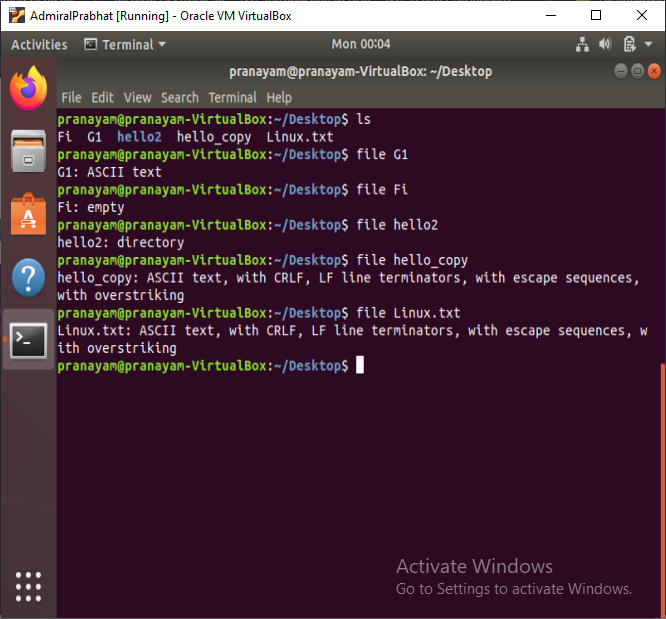 AdmiralPrabhat [Running] - Oracle VM VirtualBox
Activities Terminal Mon 00:04
pranayam@pranayam-VirtualBox: ~/Desktop
File Edit View Search Terminal Help
pranayam@pranayam-VirtualBox:~/Desktop$ ls
Fi G1 hello2 hello_copy Linux.txt
pranayam@pranayam-VirtualBox:~/Desktop$ file G1
G1: ASCII text
pranayam@pranayam-VirtualBox:~/Desktop$ file Fi
Fi: empty
pranayam@pranayam-VirtualBox:~/Desktop$ file hello2
hello2: directory
pranayam@pranayam-VirtualBox:~/Desktop$ file hello_copy
hello_copy: ASCII text, with CRLF, LF line terminators, with escape sequences,
with overstriking
pranayam@pranayam-VirtualBox:~/Desktop$ file Linux.txt
Linux.txt: ASCII text, with CRLF, LF line terminators, with escape sequences, w
ith overstriking
pranayam@pranayam-VirtualBox:~/Desktop$
Activate Windows
Go to Settings to activate Windows.